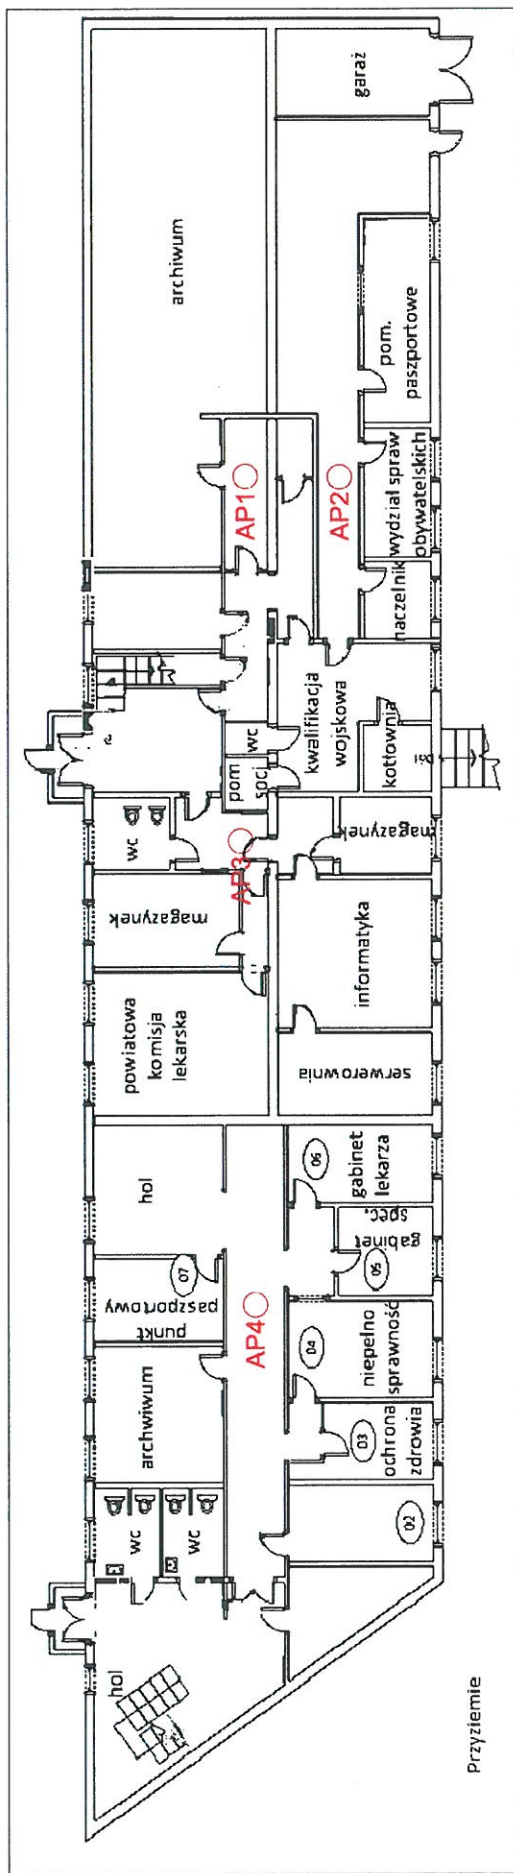 hol
wc
wc
archwiwum
punkt
paszportowy
07
hol
powiatowa
komisja
lekarska
magazynek
wc
pom
socj
wc
archiwum
AP1
AP2
AP3
AP4
02
03
ochrona
zdrowia
04
niepełno
sprawność
05
gabinet
spec.
06
gabinet
lekarza
serwerownia
informatyka
magazynek
kotłownia
kwalifikacja
wojskowa
naczelnik
wydział spraw
obywatelskich
pom.
paszportowe
garaż
Przyziemie